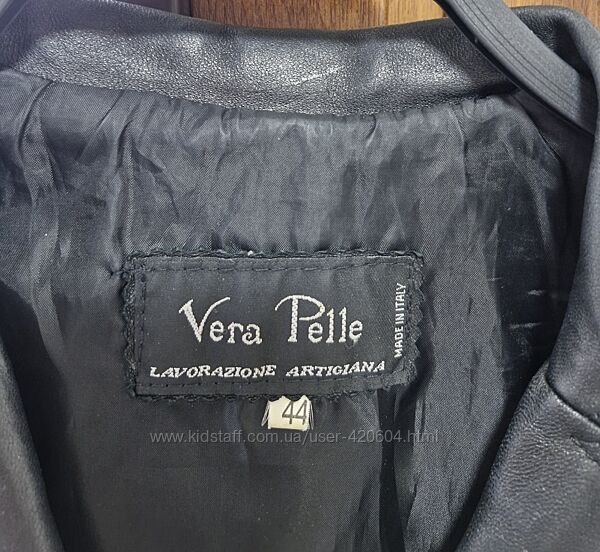 Vera Pelle
LAVORAZIONE ARTIGIANA
MADE IN ITALY
44
www.kidstaff.com.ua/user-420604.html